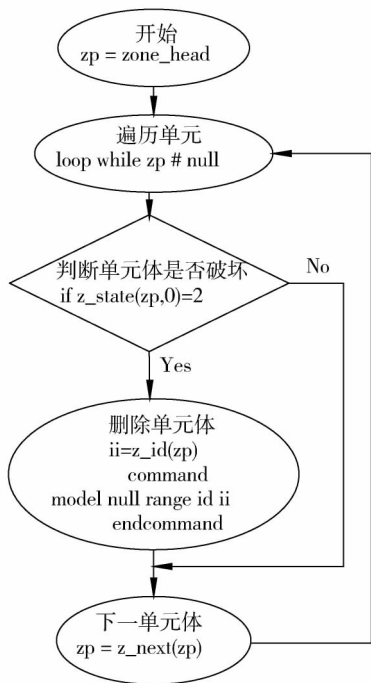 开始
zp = zone_head
遍历单元
loop while zp # null
判断单元体是否破坏
if z_state(zp,0)=2
No
Yes
删除单元体
ii=z_id(zp)
command
model null range id ii
endcommand
下一单元体
zp = z_next(zp)